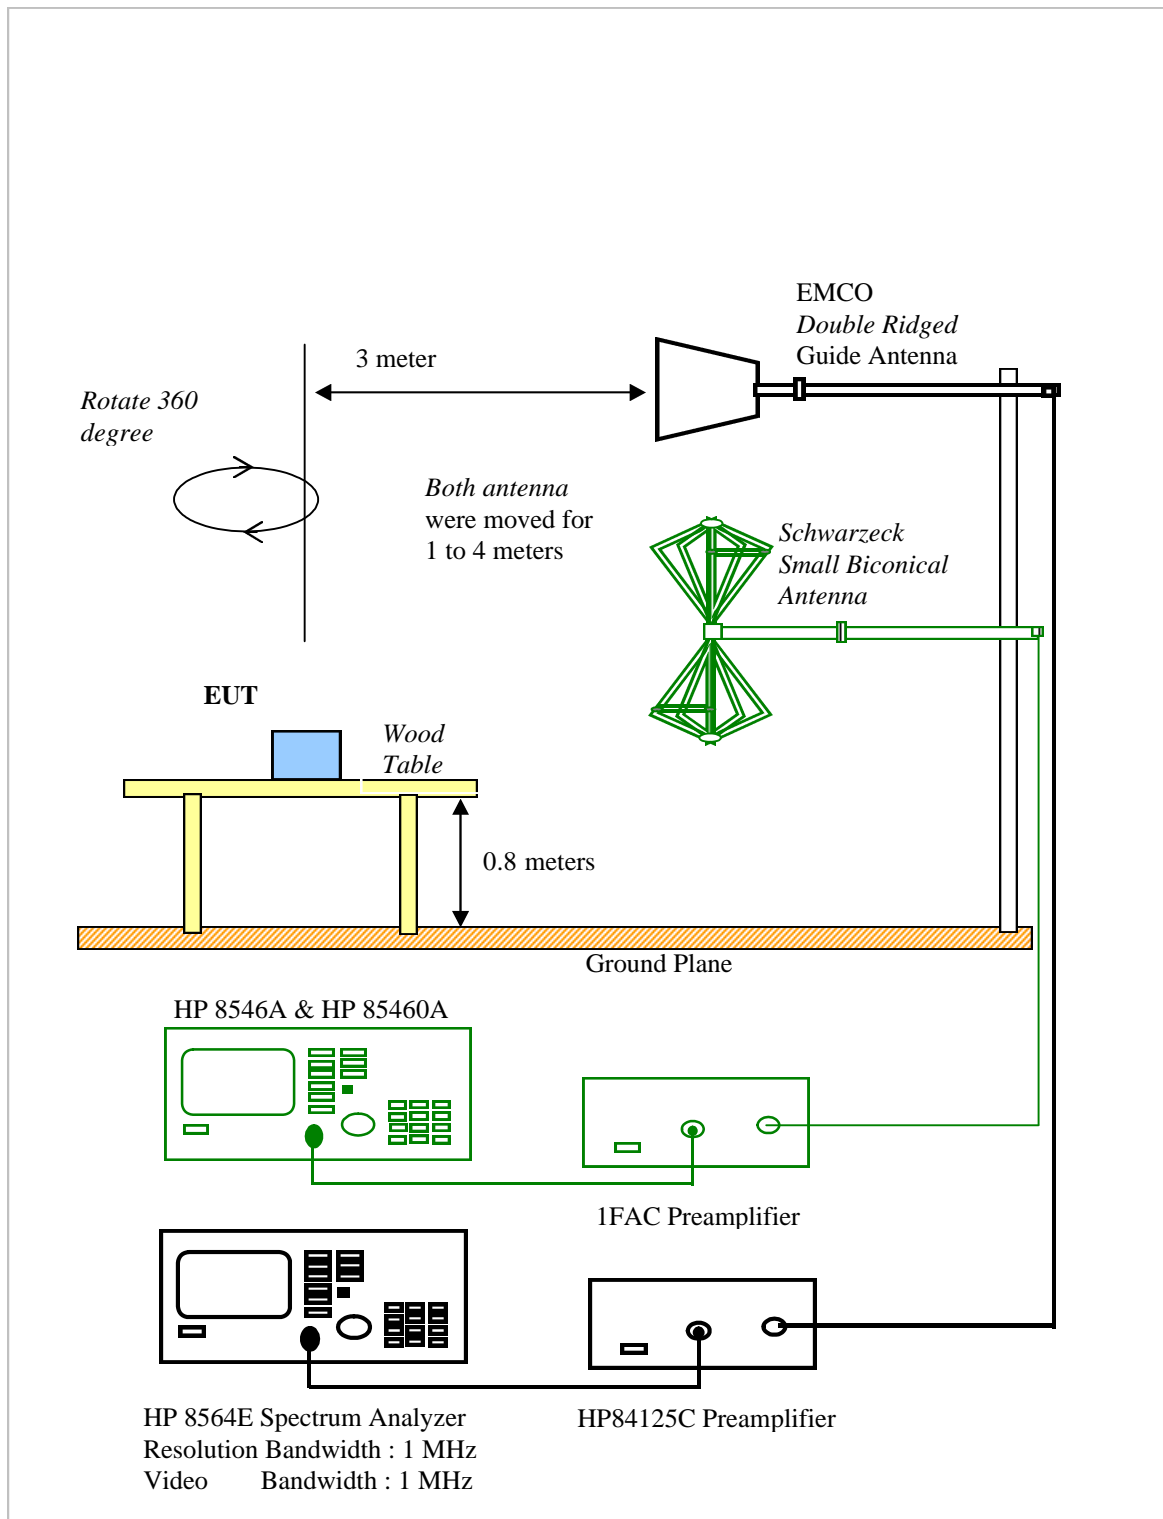 EMCO
Double Ridged
Guide Antenna
3 meter
Rotate 360
degree
Both antenna
were moved for
1 to 4 meters
Schwarzeck
Small Biconical
Antenna
EUT
Wood
Table
0.8 meters
Ground Plane
HP 8546A & HP 85460A
1FAC Preamplifier
HP 8564E Spectrum Analyzer
Resolution Bandwidth : 1 MHz
Video Bandwidth : 1 MHz
HP84125C Preamplifier